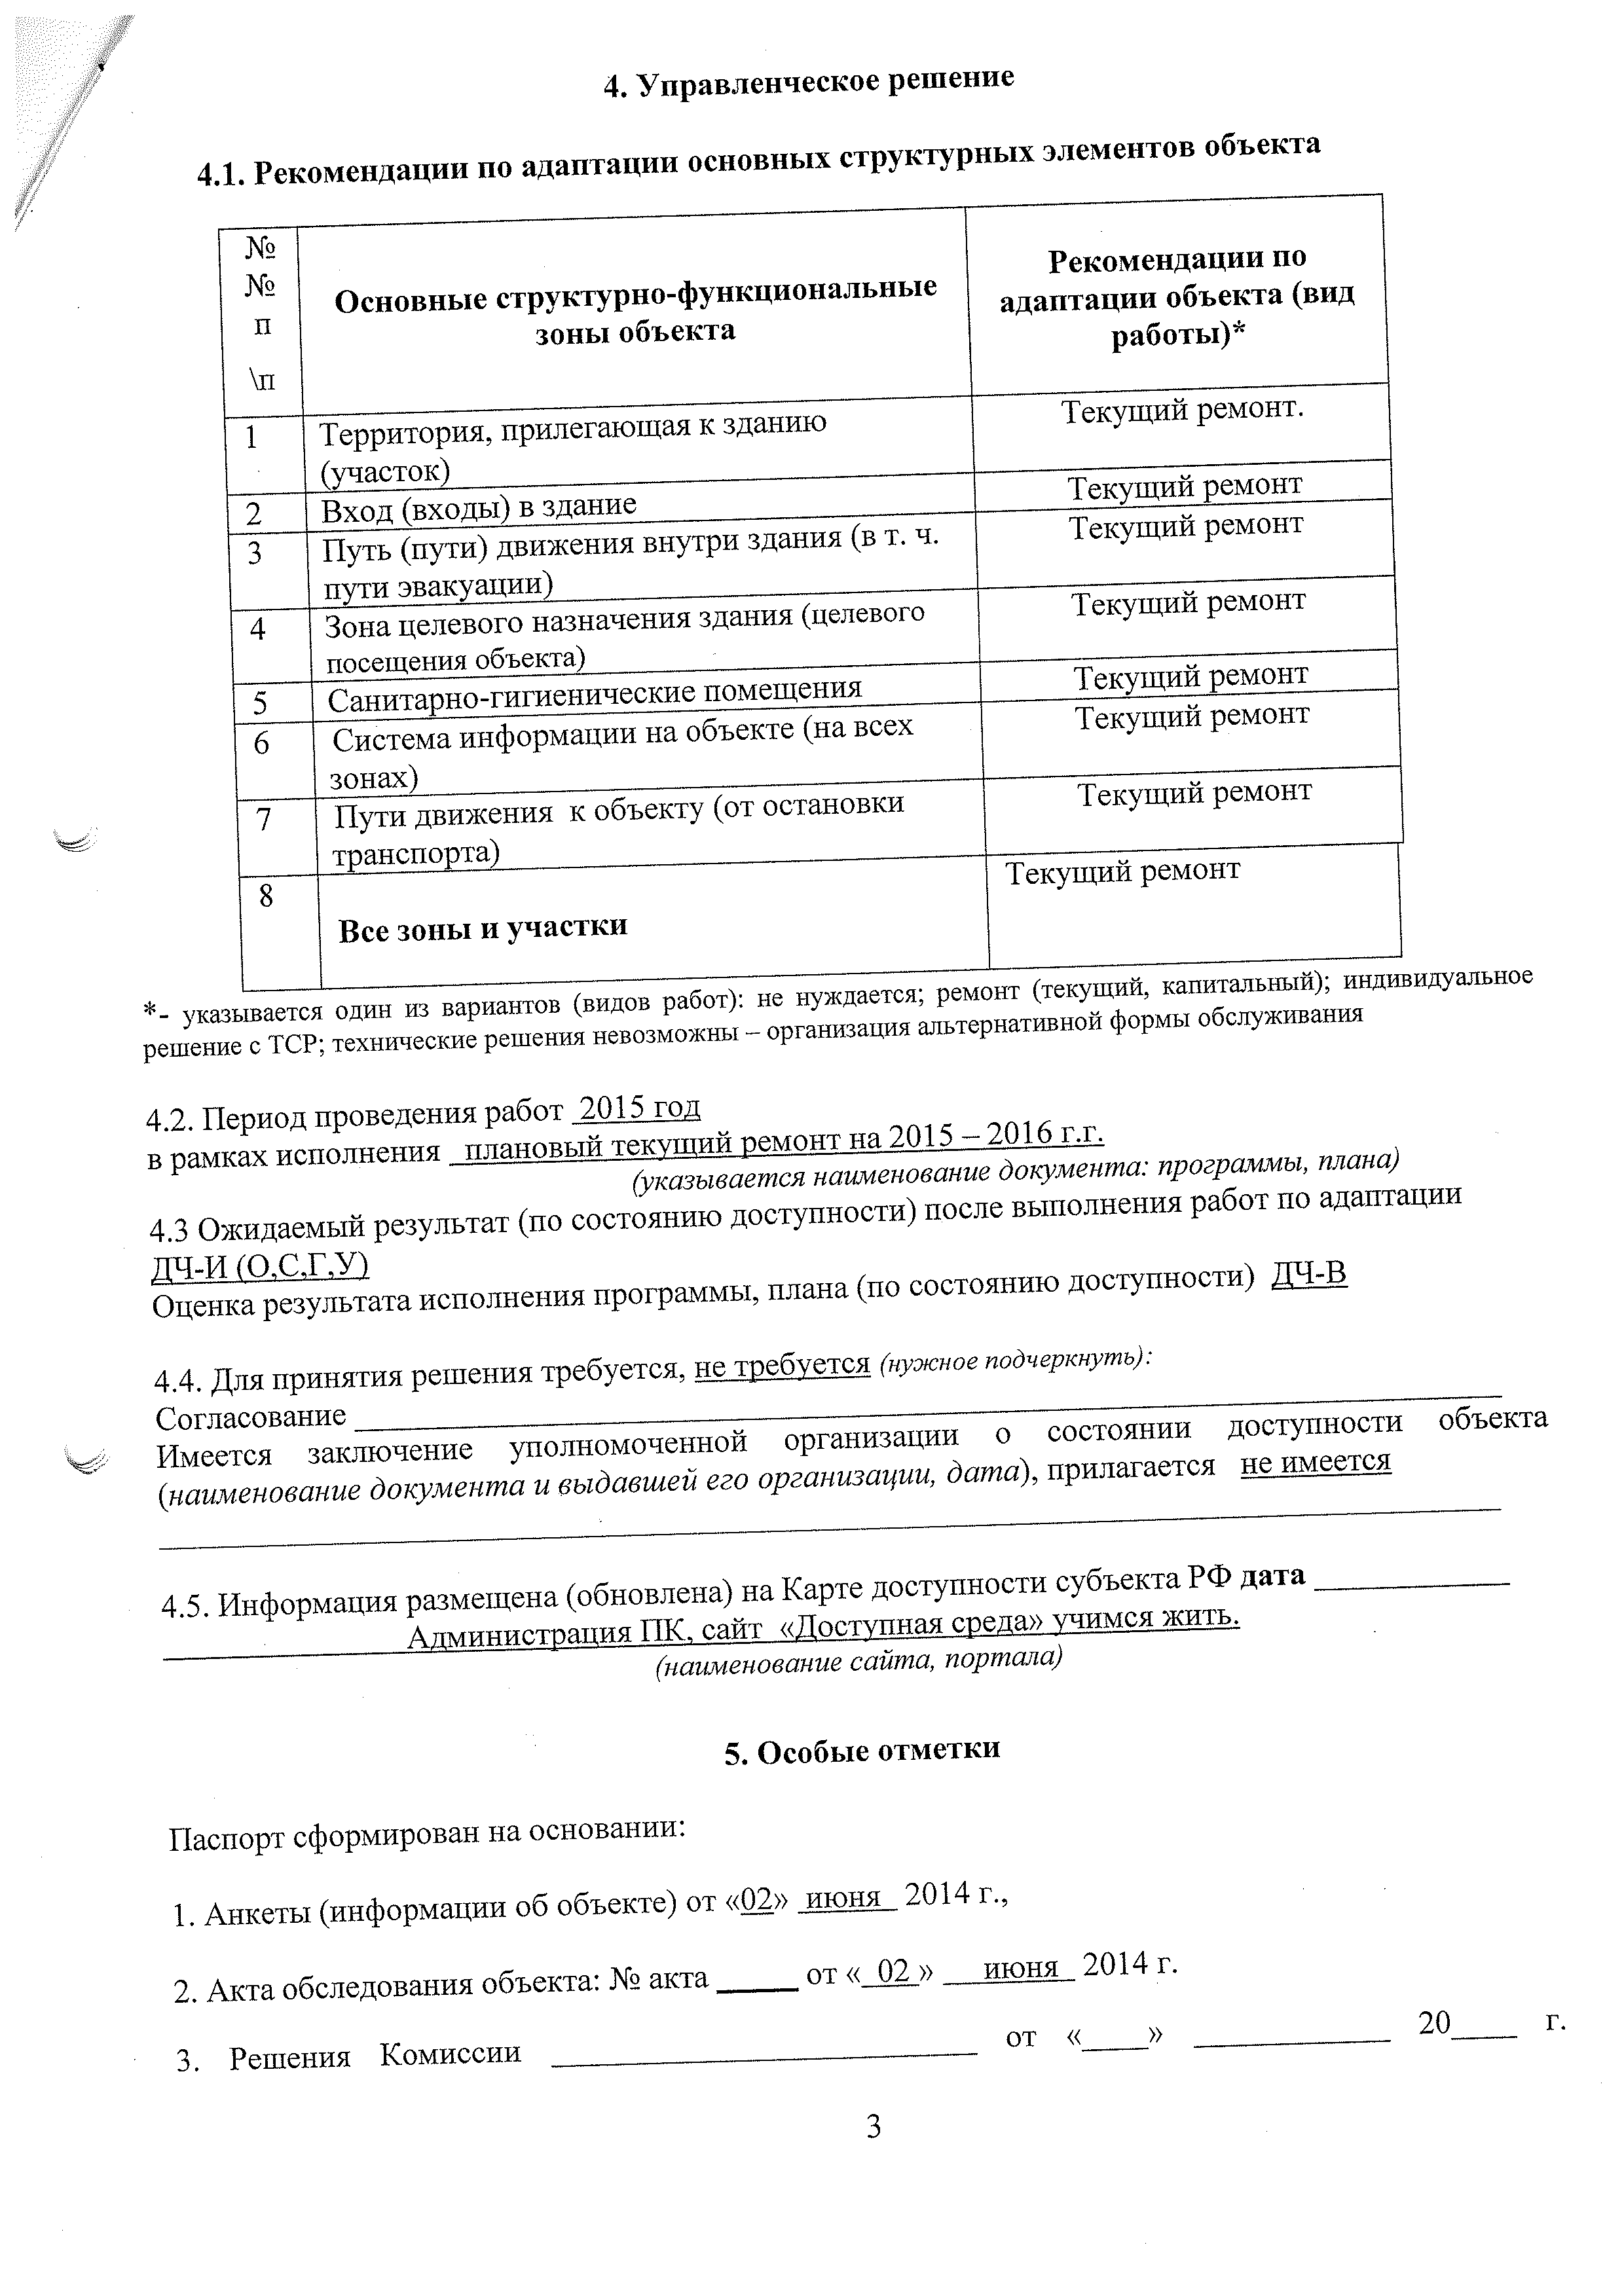 4. Управленческое решение
4.1. Рекомендации по адаптации основных структурных элементов объекта
№
№
п
\п
Основные структурно-функциональные
зоны объекта
Рекомендации по
адаптации объекта (вид
работы)*
1
Территория, прилегающая к зданию
(участок)
Текущий ремонт.
2
Вход (входы) в здание
Текущий ремонт
3
Путь (пути) движения внутри здания (в т. ч.
пути эвакуации)
Текущий ремонт
4
Зона целевого назначения здания (целевого
посещения объекта)
Текущий ремонт
5
Санитарно-гигиенические помещения
Текущий ремонт
6
Система информации на объекте (на всех
зонах)
Текущий ремонт
7
Пути движения к объекту (от остановки
транспорта)
Текущий ремонт
8
Все зоны и участки
Текущий ремонт
*- указывается один из вариантов (видов работ): не нуждается; ремонт (текущий, капитальный); индивидуальное
решение с ТСР; технические решения невозможны – организация альтернативной формы обслуживания
4.2. Период проведения работ 2015 год
в рамках исполнения плановый текущий ремонт на 2015 – 2016 г.г.
(указывается наименование документа: программы, плана)
4.3 Ожидаемый результат (по состоянию доступности) после выполнения работ по адаптации
ДЧ-И (О,С,Г,У)
Оценка результата исполнения программы, плана (по состоянию доступности) ДЧ-В
4.4. Для принятия решения требуется, не требуется (нужное подчеркнуть):
Согласование ____________________
Имеется заключение уполномоченной организации о состоянии доступности объекта
(наименование документа и выдавшей его организации, дата), прилагается не имеется
4.5. Информация размещена (обновлена) на Карте доступности субъекта РФ дата ____________
Администрация ПК, сайт «Доступная среда» учимся жить.
(наименование сайта, портала)
5. Особые отметки
Паспорт сформирован на основании:
1. Анкеты (информации об объекте) от «02» июня 2014 г.,
2. Акта обследования объекта: № акта _____ от « 02 » июня 2014 г.
3. Решения Комиссии ____________________ от «____» ____________ 20____ г.
3